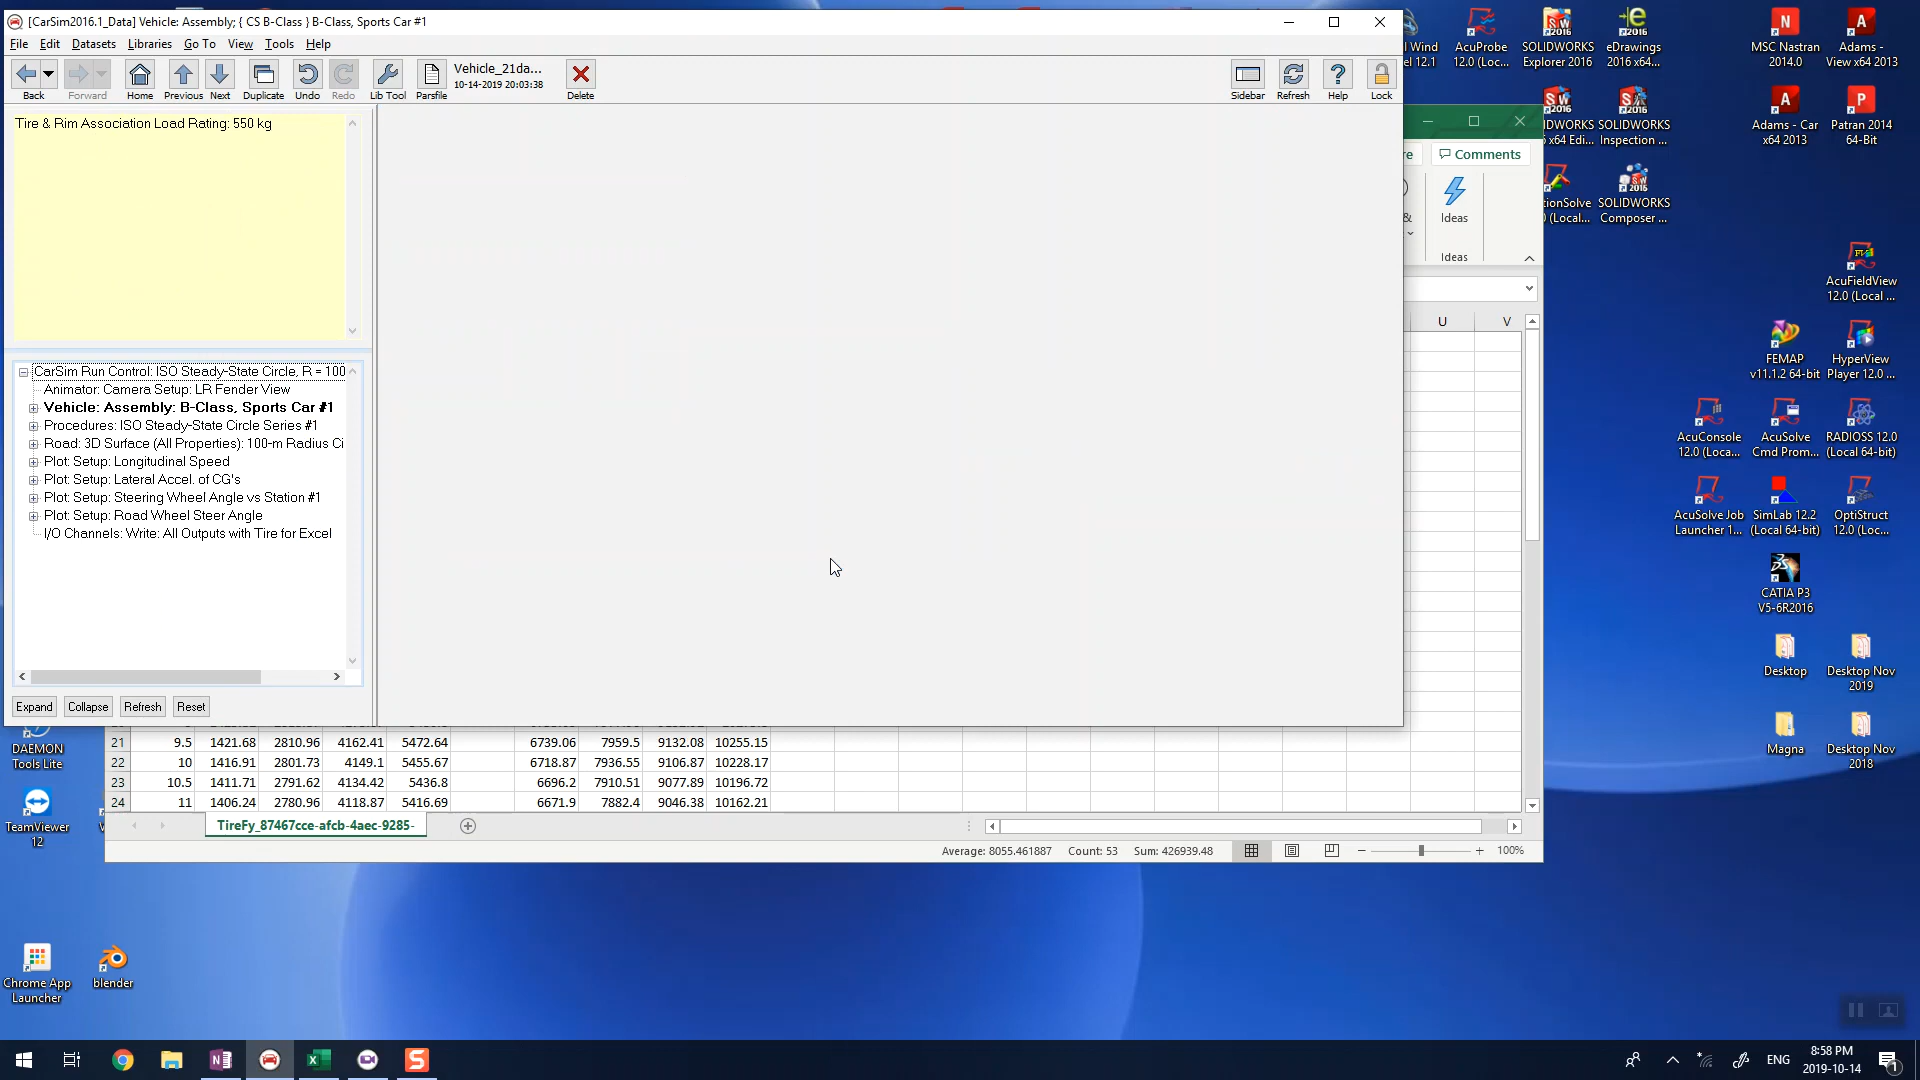 [CarSim2016.1_Data] Vehicle: Assembly; { CS B-Class } B-Class, Sports Car #1
File Edit Datasets Libraries Go To View Tools Help
Back Forward Home Previous Next Duplicate Undo Redo Lib Tool Parsfile
Vehicle_21da...
10-14-2019 20:03:38
Delete
Sidebar Refresh Help Lock
Tire & Rim Association Load Rating: 550 kg
CarSim Run Control: ISO Steady-State Circle, R = 100
Animator: Camera Setup: LR Fender View
Vehicle: Assembly: B-Class, Sports Car #1
Procedures: ISO Steady-State Circle Series #1
Road: 3D Surface (All Properties): 100-m Radius Ci
Plot: Setup: Longitudinal Speed
Plot: Setup: Lateral Accel. of CG's
Plot: Setup: Steering Wheel Angle vs Station #1
Plot: Setup: Road Wheel Steer Angle
I/O Channels: Write: All Outputs with Tire for Excel
Expand Collapse Refresh Reset
re
Comments
&
Ideas
Ideas
U V
21 9.5 1421.68 2810.96 4162.41 5472.64 6739.06 7959.5 9132.08 10255.15
22 10 1416.91 2801.73 4149.1 5455.67 6718.87 7936.55 9106.87 10228.17
23 10.5 1411.71 2791.62 4134.42 5436.8 6696.2 7910.51 9077.89 10196.72
24 11 1406.24 2780.96 4118.87 5416.69 6671.9 7882.4 9046.38 10162.21
TireFy_87467cce-afcb-4aec-9285-
Average: 8055.461887 Count: 53 Sum: 426939.48
100%
l Wind
el 12.1
AcuProbe
12.0 (Loc...
SOLIDWORKS
Explorer 2016
eDrawings
2016 x64...
MSC Nastran
2014.0
Adams -
View x64 2013
IDWORKS
x64 Edi...
SOLIDWORKS
Inspection ...
Adams - Car
x64 2013
Patran 2014
64-Bit
tionSolve
(Local...
SOLIDWORKS
Composer ...
AcuFieldView
12.0 (Local ...
FEMAP
v11.1.2 64-bit
HyperView
Player 12.0 ...
AcuConsole
12.0 (Loca...
AcuSolve
Cmd Prom...
RADIOSS 12.0
(Local 64-bit)
AcuSolve Job
Launcher 1...
SimLab 12.2
(Local 64-bit)
OptiStruct
12.0 (Loc...
CATIA P3
V5-6R2016
Desktop
Desktop Nov
2019
Magna
Desktop Nov
2018
DAEMON
Tools Lite
TeamViewer
12
Chrome App
Launcher
blender
ENG
8:58 PM
2019-10-14
1